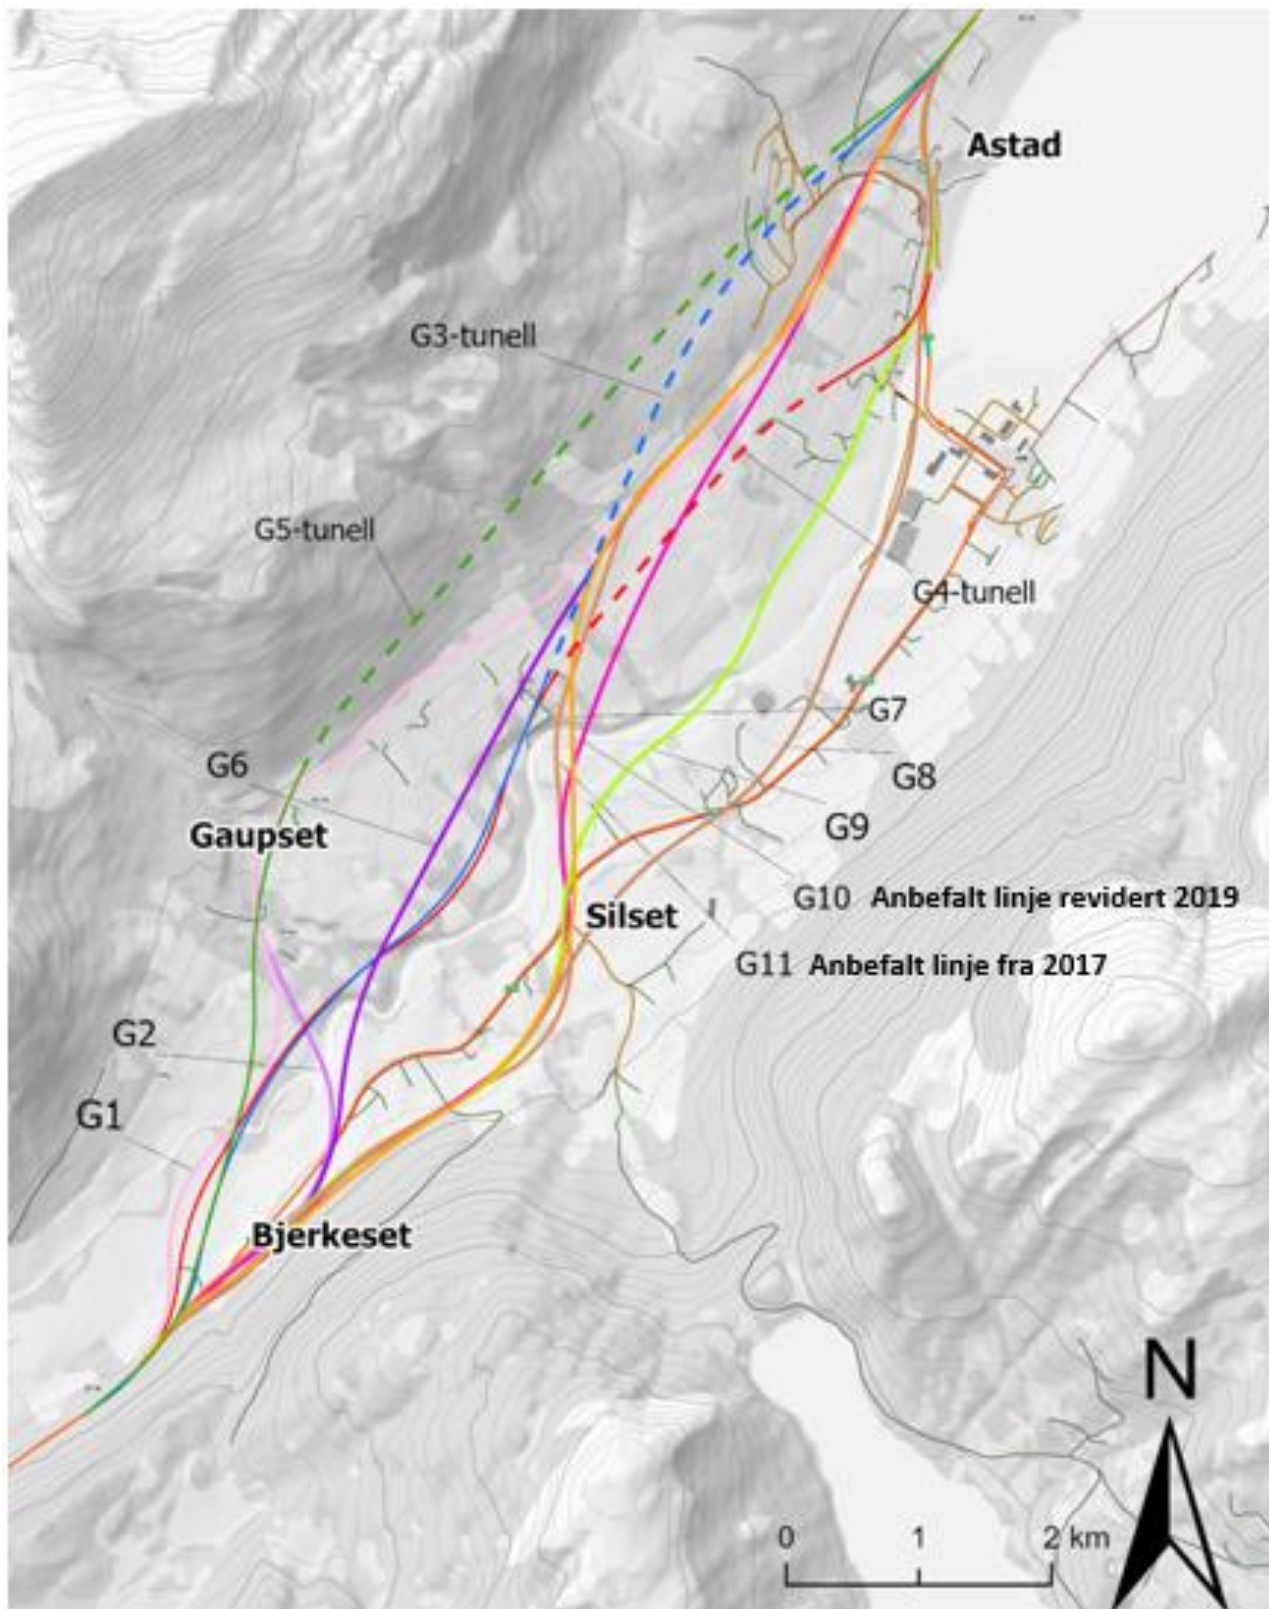 Astad
G3-tunell
G5-tunell
G4-tunell
G7
G6
G8
Gaupset
G9
G10 Anbefalt linje revidert 2019
Silset
G11 Anbefalt linje fra 2017
G2
G1
Bjerkeset
N
0 1 2 km